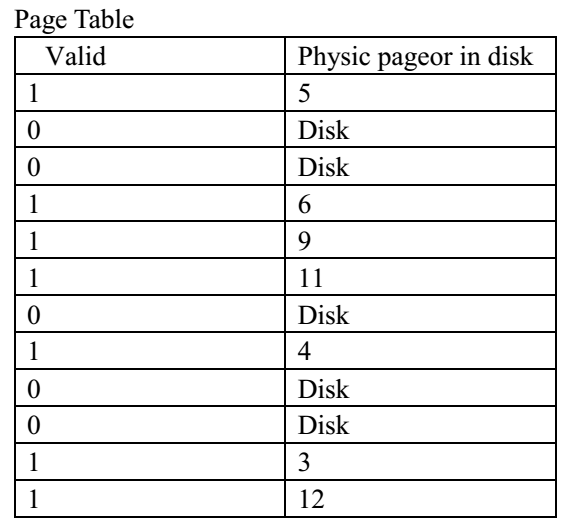 Page Table
Valid Physic pageor in disk
1 5
0 Disk
0 Disk
1 6
1 9
1 11
0 Disk
1 4
0 Disk
0 Disk
1 3
1 12